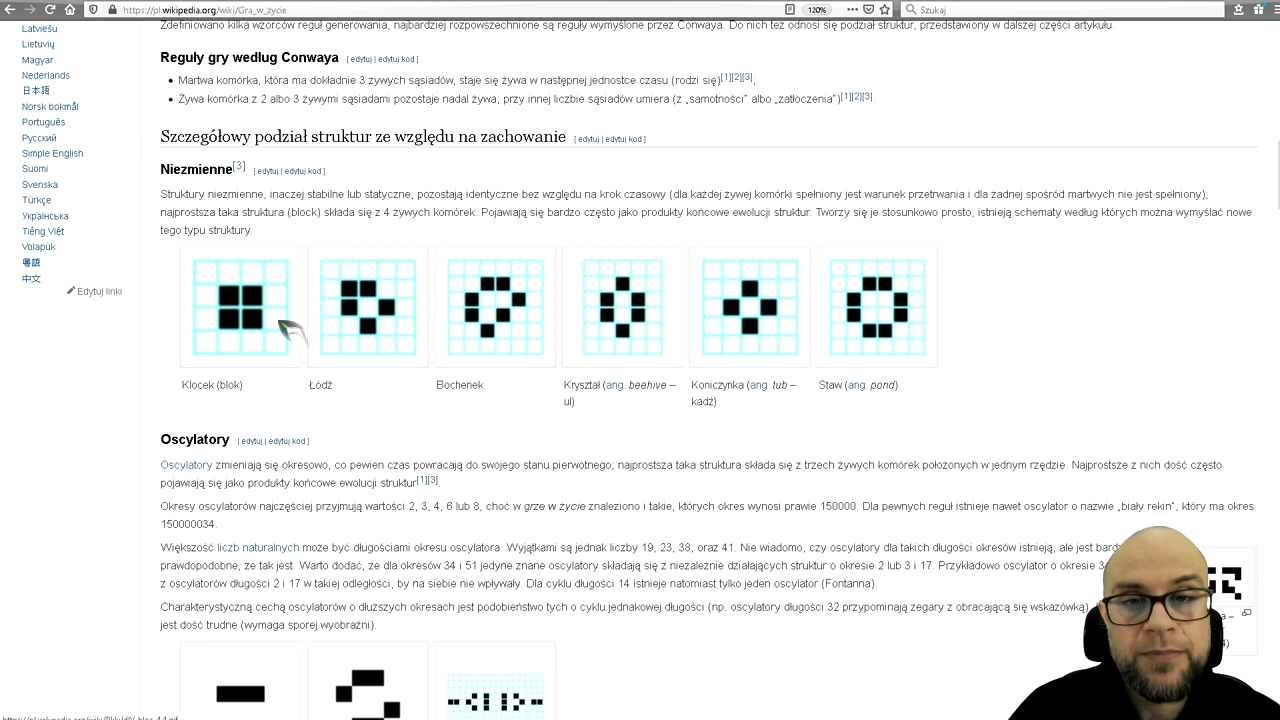 https://pl.wikipedia.org/wiki/Gra_w_życie
120%
Szukaj
Latviešu
Lietuvių
Magyar
Nederlands
日本語
Norsk bokmål
Português
Русский
Simple English
Suomi
Svenska
Türkçe
Українська
Tiếng Việt
Volapük
粵語
中文
Edytuj linki
Zdefiniowano kilka wzorców reguł generowania, najbardziej rozpowszechnione są reguły wymyślone przez Conwaya. Do nich też odnosi się podział struktur, przedstawiony w dalszej części artykułu.
Reguły gry według Conwaya [ edytuj | edytuj kod ]
Martwa komórka, która ma dokładnie 3 żywych sąsiadów, staje się żywa w następnej jednostce czasu (rodzi się)[1][2][3];
Żywa komórka z 2 albo 3 żywymi sąsiadami pozostaje nadal żywa; przy innej liczbie sąsiadów umiera (z „samotności” albo „zatłoczenia”)[1][2][3].
Szczegółowy podział struktur ze względu na zachowanie [ edytuj | edytuj kod ]
Niezmienne[3] [ edytuj | edytuj kod ]
Struktury niezmienne, inaczej stabilne lub statyczne, pozostają identyczne bez względu na krok czasowy (dla każdej żywej komórki spełniony jest warunek przetrwania i dla żadnej spośród martwych nie jest spełniony);
najprostsza taka struktura (block) składa się z 4 żywych komórek. Pojawiają się bardzo często jako produkty końcowe ewolucji struktur. Tworzy się je stosunkowo prosto, istnieją schematy według których można wymyślać nowe
tego typu struktury.
Klocek (blok)
Łódź
Bochenek
Kryształ (ang. beehive –
ul)
Koniczynka (ang. tub –
kadź)
Staw (ang. pond)
Oscylatory [ edytuj | edytuj kod ]
Oscylatory zmieniają się okresowo, co pewien czas powracają do swojego stanu pierwotnego, najprostsza taka struktura składa się z trzech żywych komórek położonych w jednym rzędzie. Najprostsze z nich dość często
pojawiają się jako produkty końcowe ewolucji struktur[1][3].
Okresy oscylatorów najczęściej przyjmują wartości 2, 3, 4, 6 lub 8, choć w grze w życie znaleziono i takie, których okres wynosi prawie 150000. Dla pewnych reguł istnieje nawet oscylator o nazwie „biały rekin”, który ma okres
150000034.
Większość liczb naturalnych może być długościami okresu oscylatora. Wyjątkami są jednak liczby 19, 23, 38, oraz 41. Nie wiadomo, czy oscylatory dla takich długości okresów istnieją, ale jest
prawdopodobne, że tak jest. Warto dodać, że dla okresów 34 i 51 jedyne znane oscylatory składają się z niezależnie działających struktur o okresie 2 lub 3 i 17. Przykładowo oscylator o okresie
z oscylatorów długości 2 i 17 w takiej odległości, by na siebie nie wpływały. Dla cyklu długości 14 istnieje natomiast tylko jeden oscylator (Fontanna).
Charakterystyczną cechą oscylatorów o dłuższych okresach jest podobieństwo tych o cyklu jednakowej długości (np. oscylatory długości 32 przypominają zegary z obracającą się wskazówką)
jest dość trudne (wymaga sporej wyobraźni).